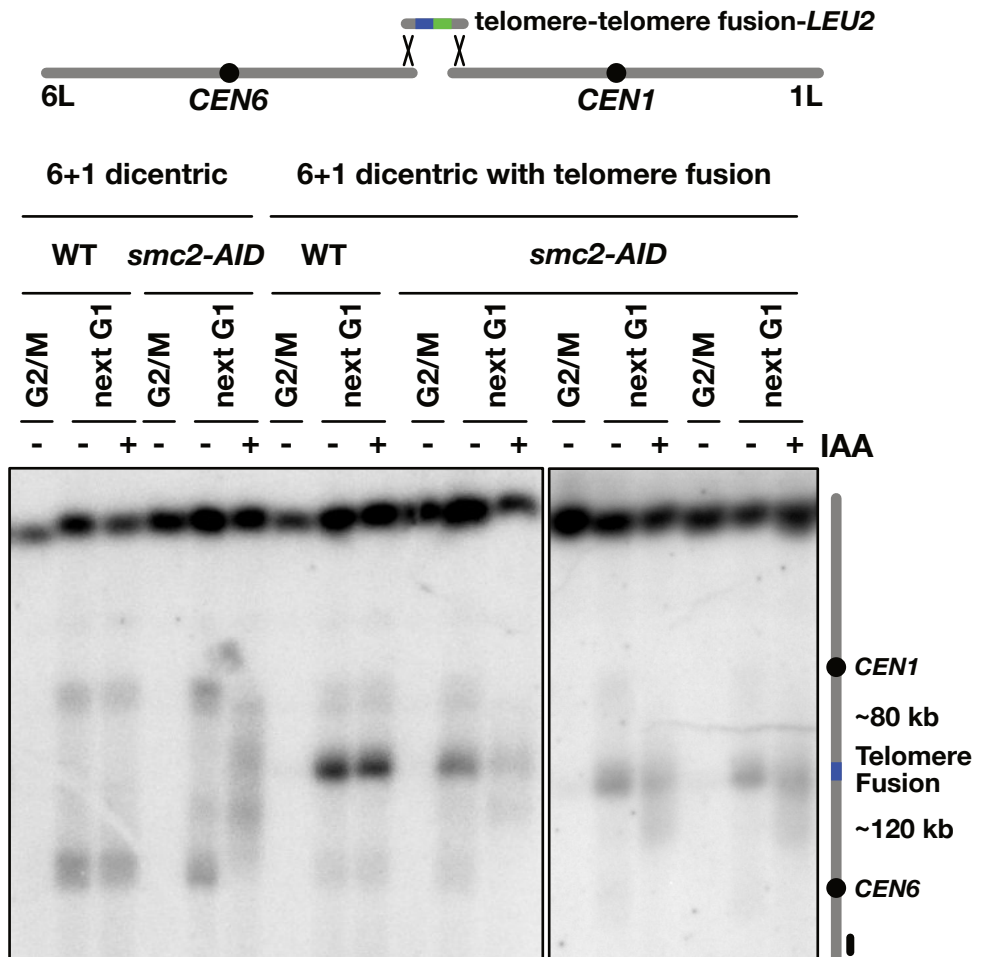 telomere-telomere fusion-LEU2
6L CEN6 CEN1 1L
6+1 dicentric 6+1 dicentric with telomere fusion
WT smc2-AID WT smc2-AID
G2/M next G1 G2/M next G1 G2/M next G1 G2/M next G1 G2/M next G1 G2/M next G1
- - + - - + - - + - - + - - + - - + IAA
CEN1
~80 kb
Telomere
Fusion
~120 kb
CEN6